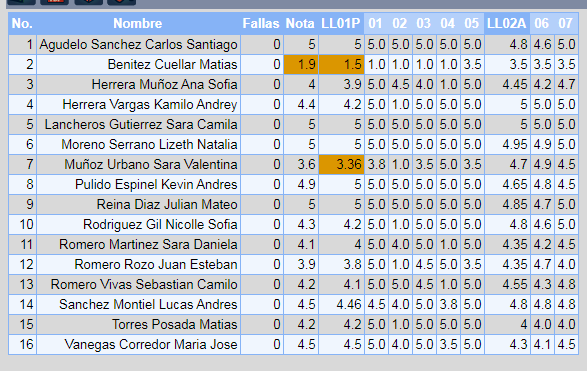 No. Nombre Fallas Nota LL01P 01 02 03 04 05 LL02A 06 07
1 Agudelo Sanchez Carlos Santiago 0 5 5 5.0 5.0 5.0 5.0 5.0 4.8 4.6 5.0
2 Benitez Cuellar Matias 0 1.9 1.5 1.0 1.0 1.0 1.0 3.5 3.5 3.5 3.5
3 Herrera Muñoz Ana Sofia 0 4 3.9 5.0 4.5 4.0 1.0 5.0 4.45 4.2 4.7
4 Herrera Vargas Kamilo Andrey 0 4.4 4.2 5.0 1.0 5.0 5.0 5.0 5 5.0 5.0
5 Lancheros Gutierrez Sara Camila 0 5 5 5.0 5.0 5.0 5.0 5.0 5 5.0 5.0
6 Moreno Serrano Lizeth Natalia 0 5 5 5.0 5.0 5.0 5.0 5.0 4.95 4.9 5.0
7 Muñoz Urbano Sara Valentina 0 3.6 3.36 3.8 1.0 3.5 5.0 3.5 4.7 4.9 4.5
8 Pulido Espinel Kevin Andres 0 4.9 5 5.0 5.0 5.0 5.0 5.0 4.65 4.8 4.5
9 Reina Diaz Julian Mateo 0 5 5 5.0 5.0 5.0 5.0 5.0 4.85 4.7 5.0
10 Rodriguez Gil Nicolle Sofia 0 4.3 4.2 5.0 1.0 5.0 5.0 5.0 4.8 4.6 5.0
11 Romero Martinez Sara Daniela 0 4.1 4 5.0 4.0 5.0 1.0 5.0 4.35 4.2 4.5
12 Romero Rozo Juan Esteban 0 3.9 3.8 5.0 1.0 4.5 5.0 3.5 4.35 4.7 4.0
13 Romero Vivas Sebastian Camilo 0 4.2 4.1 5.0 5.0 4.5 1.0 5.0 4.55 4.3 4.8
14 Sanchez Montiel Lucas Andres 0 4.5 4.46 4.5 4.0 5.0 3.8 5.0 4.8 4.8 4.8
15 Torres Posada Matias 0 4.2 4.2 5.0 1.0 5.0 5.0 5.0 4 4.0 4.0
16 Vanegas Corredor Maria Jose 0 4.5 4.5 5.0 4.0 5.0 3.5 5.0 4.3 4.1 4.5